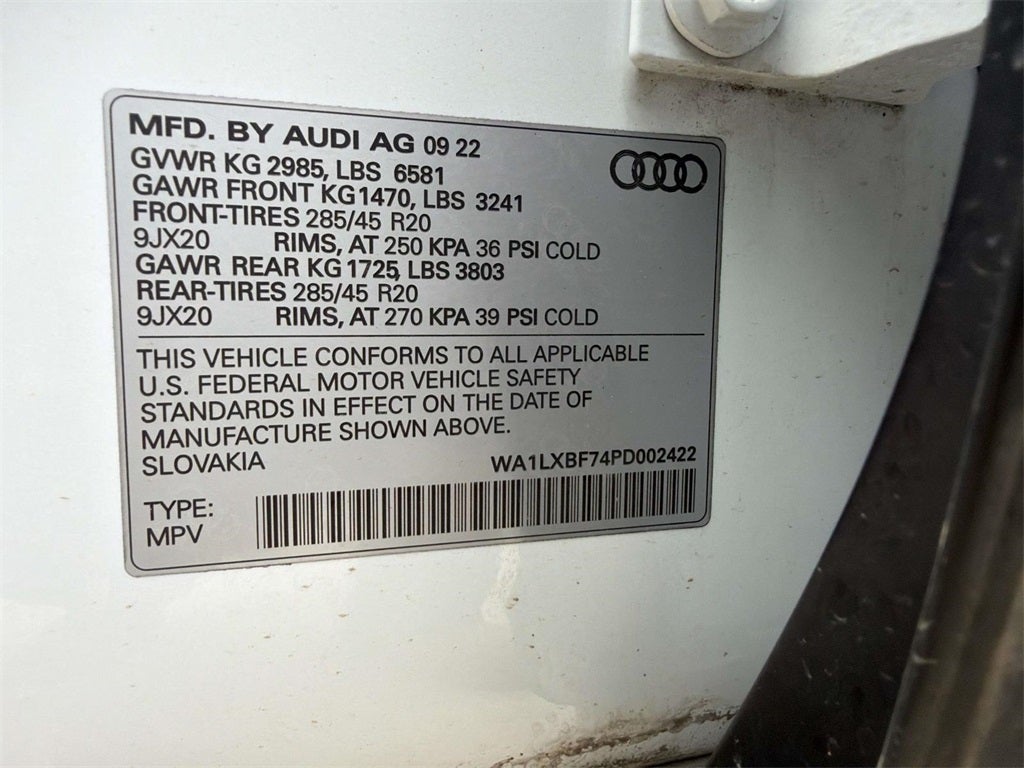 MFD. BY AUDI AG 09 22
GVWR KG 2985, LBS 6581
GAWR FRONT KG1470, LBS 3241
FRONT-TIRES 285/45 R20
9JX20 RIMS, AT 250 KPA 36 PSI COLD
GAWR REAR KG1725, LBS 3803
REAR-TIRES 285/45 R20
9JX20 RIMS, AT 270 KPA 39 PSI COLD
THIS VEHICLE CONFORMS TO ALL APPLICABLE
U.S. FEDERAL MOTOR VEHICLE SAFETY
STANDARDS IN EFFECT ON THE DATE OF
MANUFACTURE SHOWN ABOVE.
SLOVAKIA WA1LXBF74PD002422
TYPE:
MPV